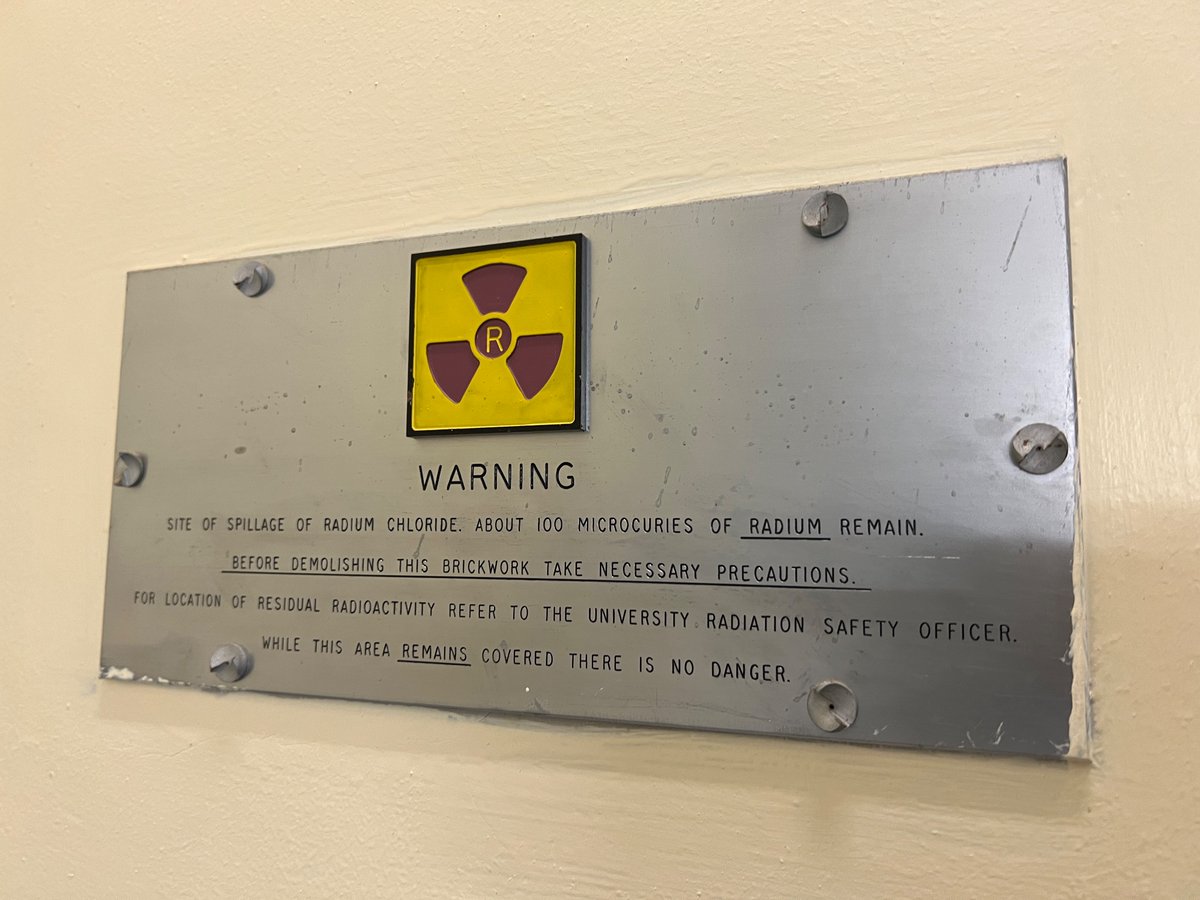 R
WARNING
SITE OF SPILLAGE OF RADIUM CHLORIDE. ABOUT 100 MICROCURIES OF RADIUM REMAIN.
BEFORE DEMOLISHING THIS BRICKWORK TAKE NECESSARY PRECAUTIONS.
FOR LOCATION OF RESIDUAL RADIOACTIVITY REFER TO THE UNIVERSITY RADIATION SAFETY OFFICER.
WHILE THIS AREA REMAINS COVERED THERE IS NO DANGER.